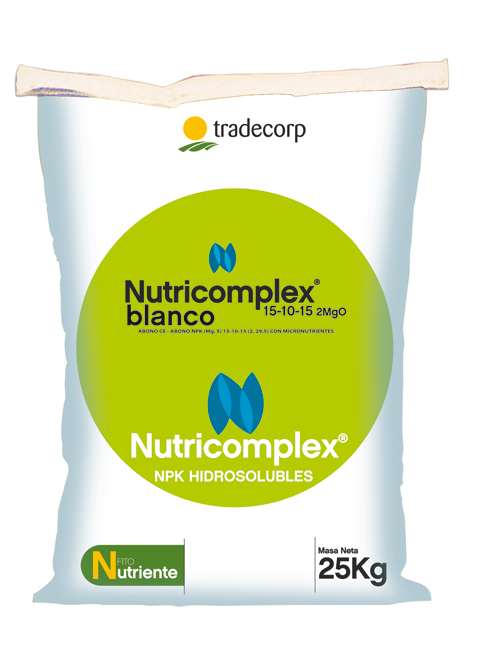 tradecorp
Nutricomplex®
blanco 15-10-15 2MgO
ABONO CE - ABONO NPK (Mg, S) 15-10-15 (2, 29,5) CON MICRONUTRIENTES
Nutricomplex®
NPK HIDROSOLUBLES
FITO
Nutriente
Masa Neta
25Kg